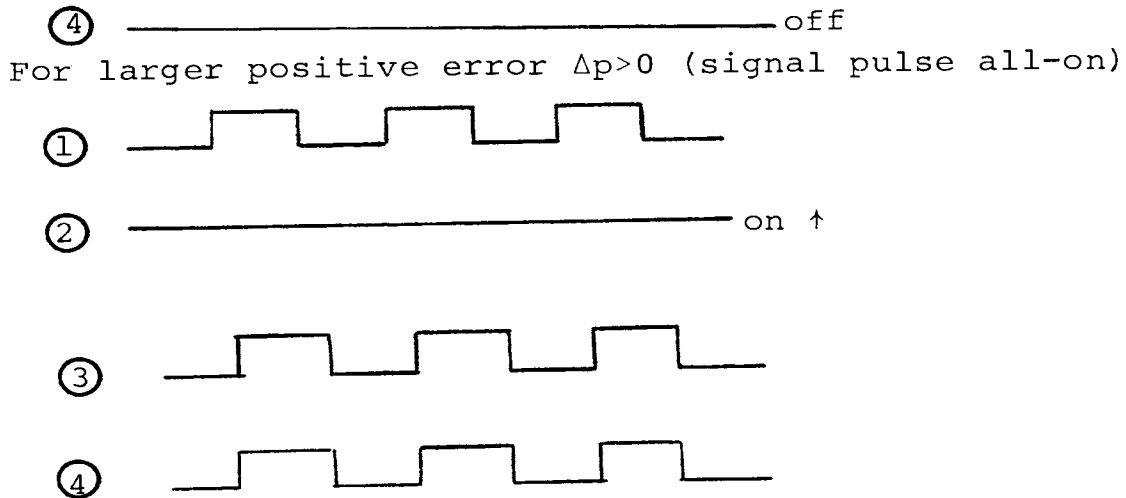 ④ off
For larger positive error Δp>0 (signal pulse all-on)
①
② on ↑
③
④